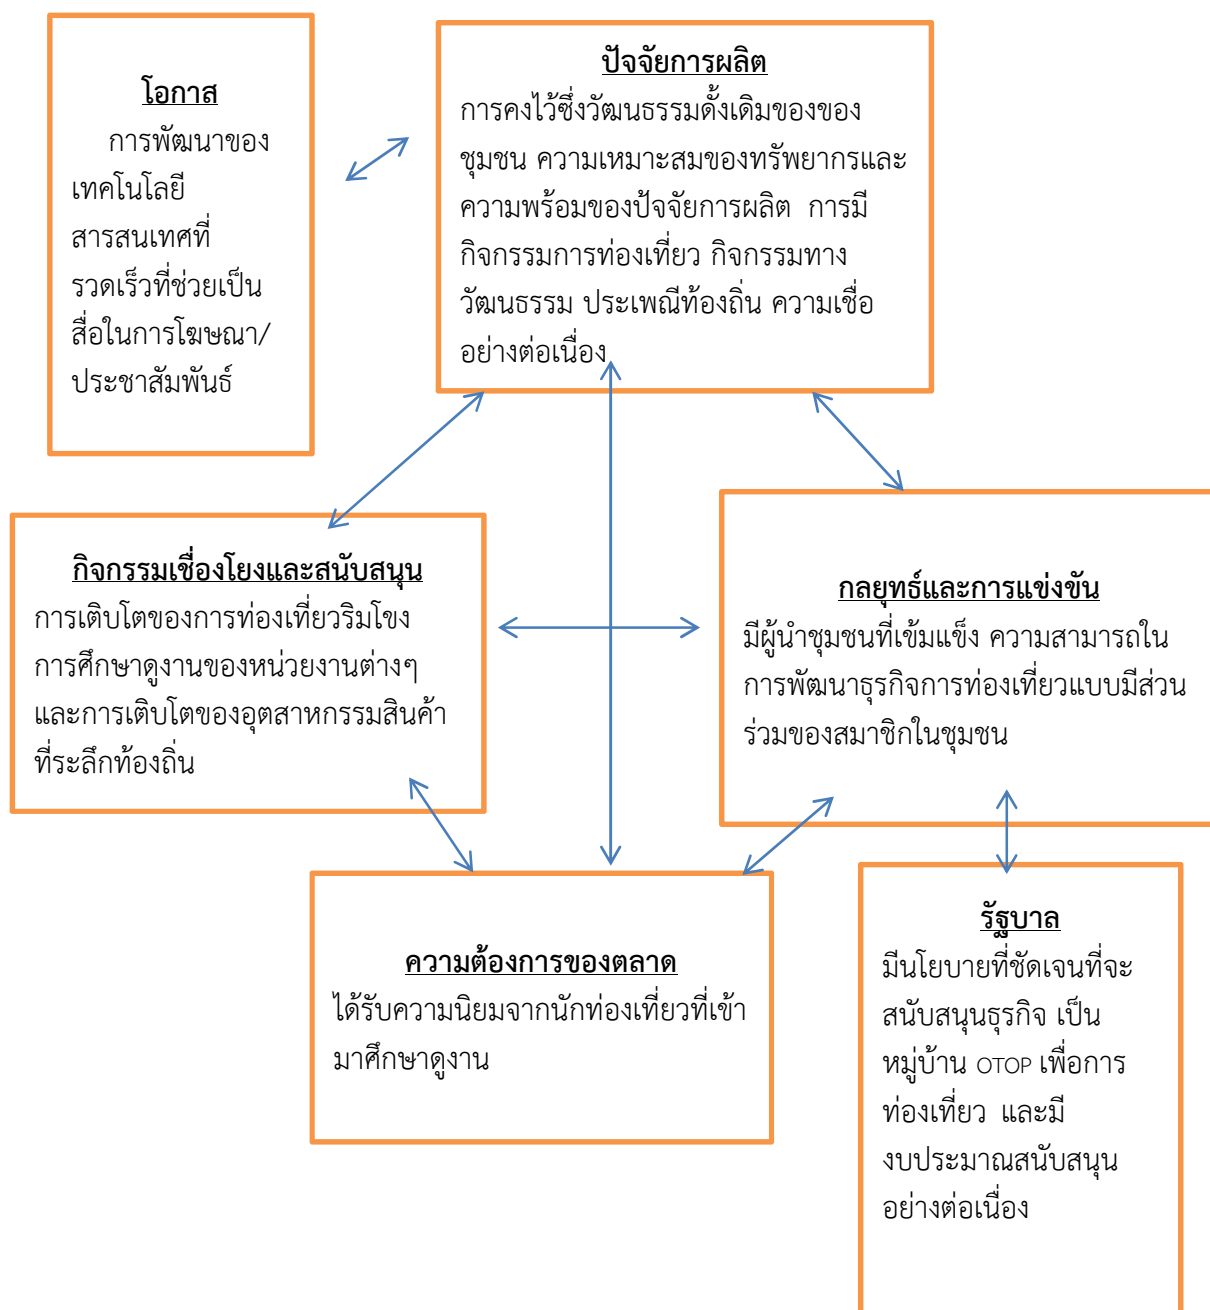 โอกาส
การพัฒนาของ
เทคโนโลยี
สารสนเทศที่
รวดเร็วที่ช่วยเป็น
สื่อในการโฆษณา/
ประชาสัมพันธ์
ปัจจัยการผลิต
การคงไว้ซึ่งวัฒนธรรมดั้งเดิมของของ
ชุมชน ความเหมาะสมของทรัพยากรและ
ความพร้อมของปัจจัยการผลิต การมี
กิจกรรมการท่องเที่ยว กิจกรรมทาง
วัฒนธรรม ประเพณีท้องถิ่น ความเชื่อ
อย่างต่อเนื่อง
กิจกรรมเชื่องโยงและสนับสนุน
การเติบโตของการท่องเที่ยวริมโขง
การศึกษาดูงานของหน่วยงานต่างๆ
และการเติบโตของอุตสาหกรรมสินค้า
ที่ระลึกท้องถิ่น
กลยุทธ์และการแข่งขัน
มีผู้นำชุมชนที่เข้มแข็ง ความสามารถใน
การพัฒนาธุรกิจการท่องเที่ยวแบบมีส่วน
ร่วมของสมาชิกในชุมชน
ความต้องการของตลาด
ได้รับความนิยมจากนักท่องเที่ยวที่เข้า
มาศึกษาดูงาน
รัฐบาล
มีนโยบายที่ชัดเจนที่จะ
สนับสนุนธุรกิจ เป็น
หมู่บ้าน OTOP เพื่อการ
ท่องเที่ยว และมี
งบประมาณสนับสนุน
อย่างต่อเนื่อง